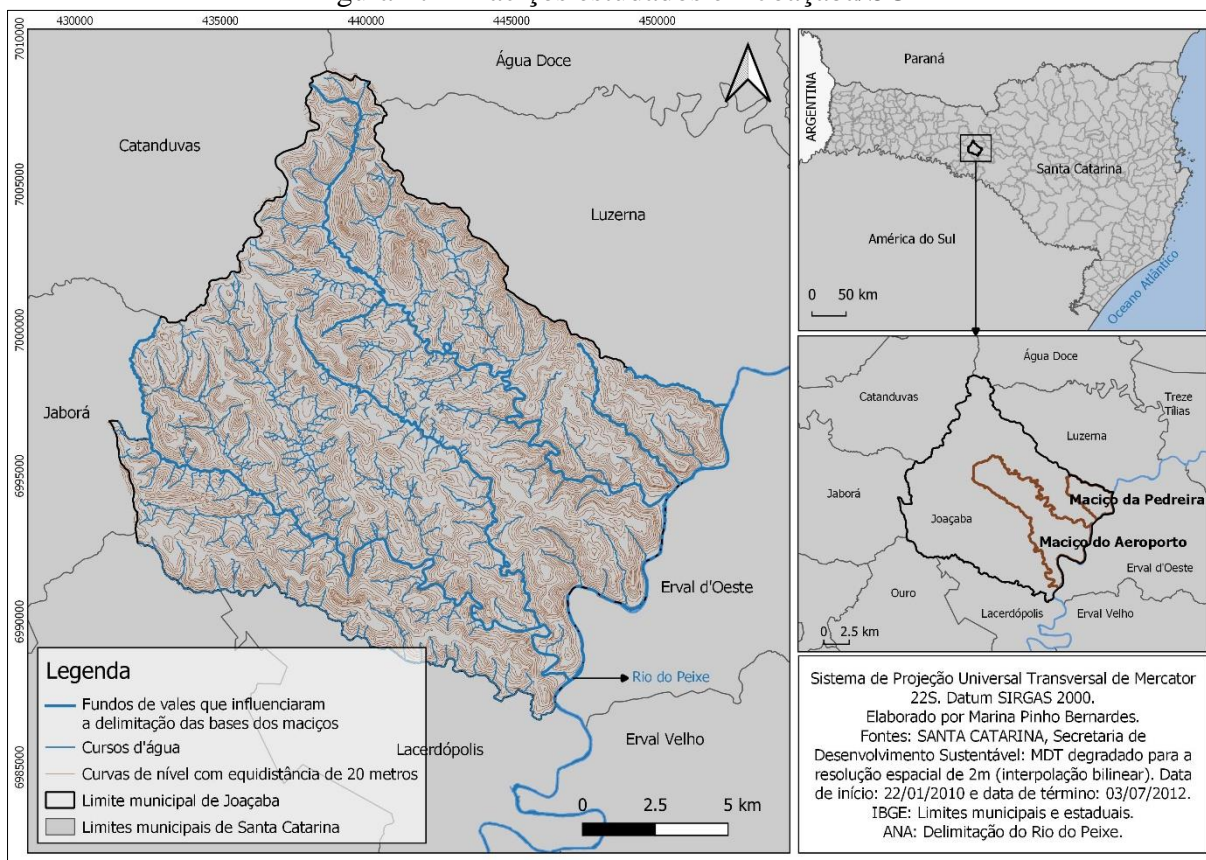 430000
435000
440000
445000
450000
7010000
7005000
7000000
6995000
6990000
6985000
Água Doce
Catanduvas
Luzerna
Jaborá
Erval d'Oeste
Rio do Peixe
Lacerdópolis
Erval Velho
Legenda
Fundos de vales que influenciaram
a delimitação das bases dos maciços
Cursos d'água
Curvas de nível com equidistância de 20 metros
Limite municipal de Joaçaba
Limites municipais de Santa Catarina
0 2.5 5 km
Paraná
ARGENTINA
Santa Catarina
América do Sul
Oceano Atlântico
0 50 km
Água Doce
Catanduvas
Treze
Tílias
Luzerna
Maciço da Pedreira
Jaborá
Joaçaba
Maciço do Aeroporto
Erval d'Oeste
Ouro
Lacerdópolis
Erval Velho
0 2.5 km
Sistema de Projeção Universal Transversal de Mercator
22S. Datum SIRGAS 2000.
Elaborado por Marina Pinho Bernardes.
Fontes: SANTA CATARINA, Secretaria de
Desenvolvimento Sustentável: MDT degradado para a
resolução espacial de 2m (interpolação bilinear). Data
de início: 22/01/2010 e data de término: 03/07/2012.
IBGE: Limites municipais e estaduais.
ANA: Delimitação do Rio do Peixe.